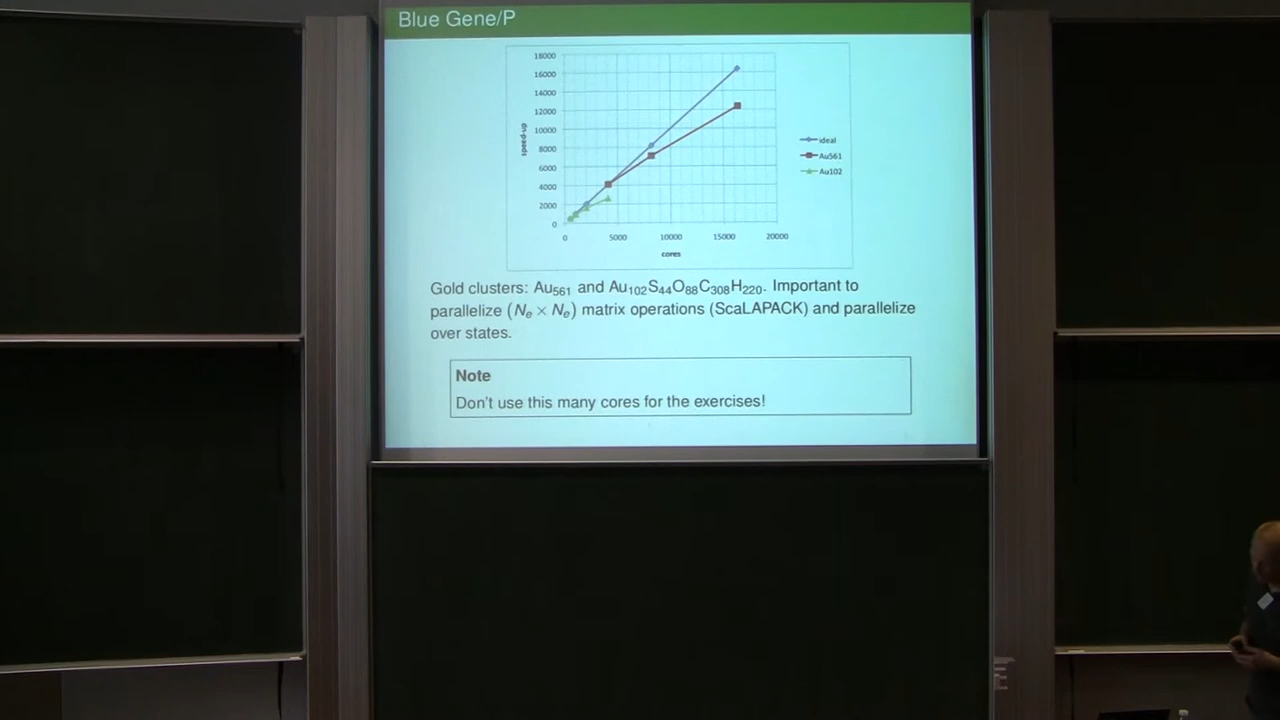 Blue Gene/P
18000
16000
14000
12000
10000
8000
6000
4000
2000
0
speed-up
0 5000 10000 15000 20000
cores
ideal
Au561
Au102
Gold clusters: Au₅₆₁ and Au₁₀₂S₄₄O₈₈C₃₀₈H₂₂₀. Important to
parallelize (Nₑ × Nₑ) matrix operations (ScaLAPACK) and parallelize
over states.
Note
Don't use this many cores for the exercises!